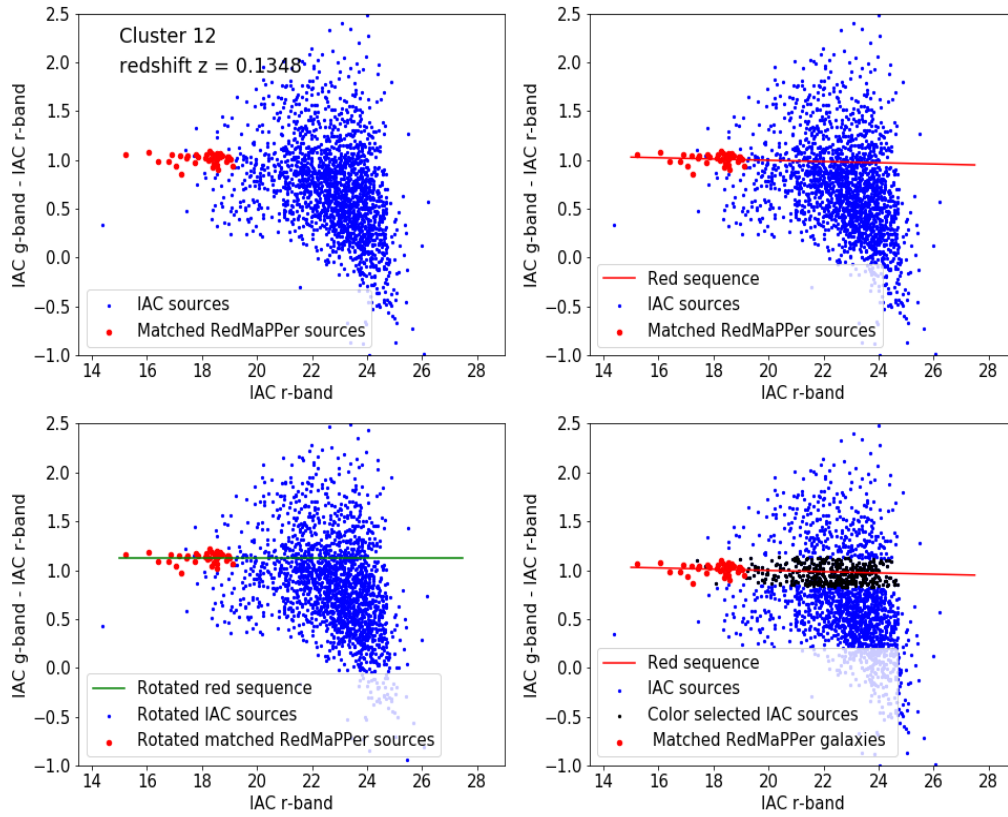 2.5
2.0
1.5
1.0
0.5
0.0
−0.5
−1.0
IAC g-band - IAC r-band
Cluster 12
redshift z = 0.1348
IAC sources
Matched RedMaPPer sources
14 16 18 20 22 24 26 28
IAC r-band
2.5
2.0
1.5
1.0
0.5
0.0
−0.5
−1.0
IAC g-band - IAC r-band
Red sequence
IAC sources
Matched RedMaPPer sources
14 16 18 20 22 24 26 28
IAC r-band
2.5
2.0
1.5
1.0
0.5
0.0
−0.5
−1.0
IAC g-band - IAC r-band
Rotated red sequence
Rotated IAC sources
Rotated matched RedMaPPer sources
14 16 18 20 22 24 26 28
IAC r-band
2.5
2.0
1.5
1.0
0.5
0.0
−0.5
−1.0
IAC g-band - IAC r-band
Red sequence
IAC sources
Color selected IAC sources
Matched RedMaPPer galaxies
14 16 18 20 22 24 26 28
IAC r-band